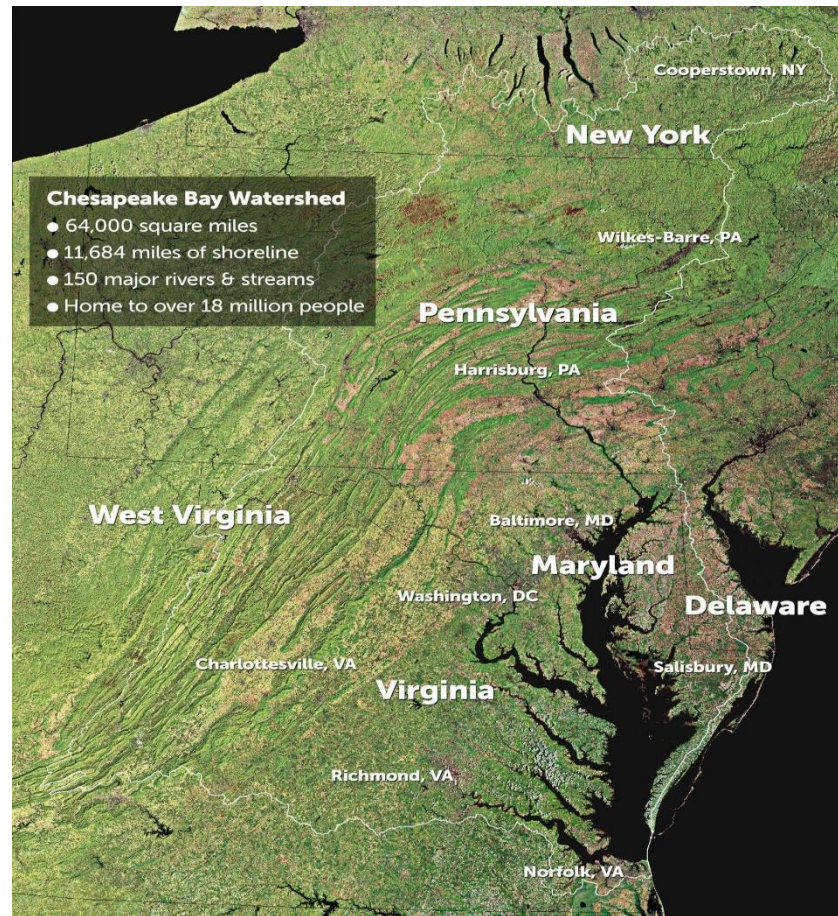 Cooperstown, NY
New York
Chesapeake Bay Watershed
● 64,000 square miles
● 11,684 miles of shoreline
● 150 major rivers & streams
● Home to over 18 million people
Wilkes-Barre, PA
Pennsylvania
Harrisburg, PA
West Virginia
Baltimore, MD
Maryland
Washington, DC
Delaware
Charlottesville, VA
Salisbury, MD
Virginia
Richmond, VA
Norfolk, VA